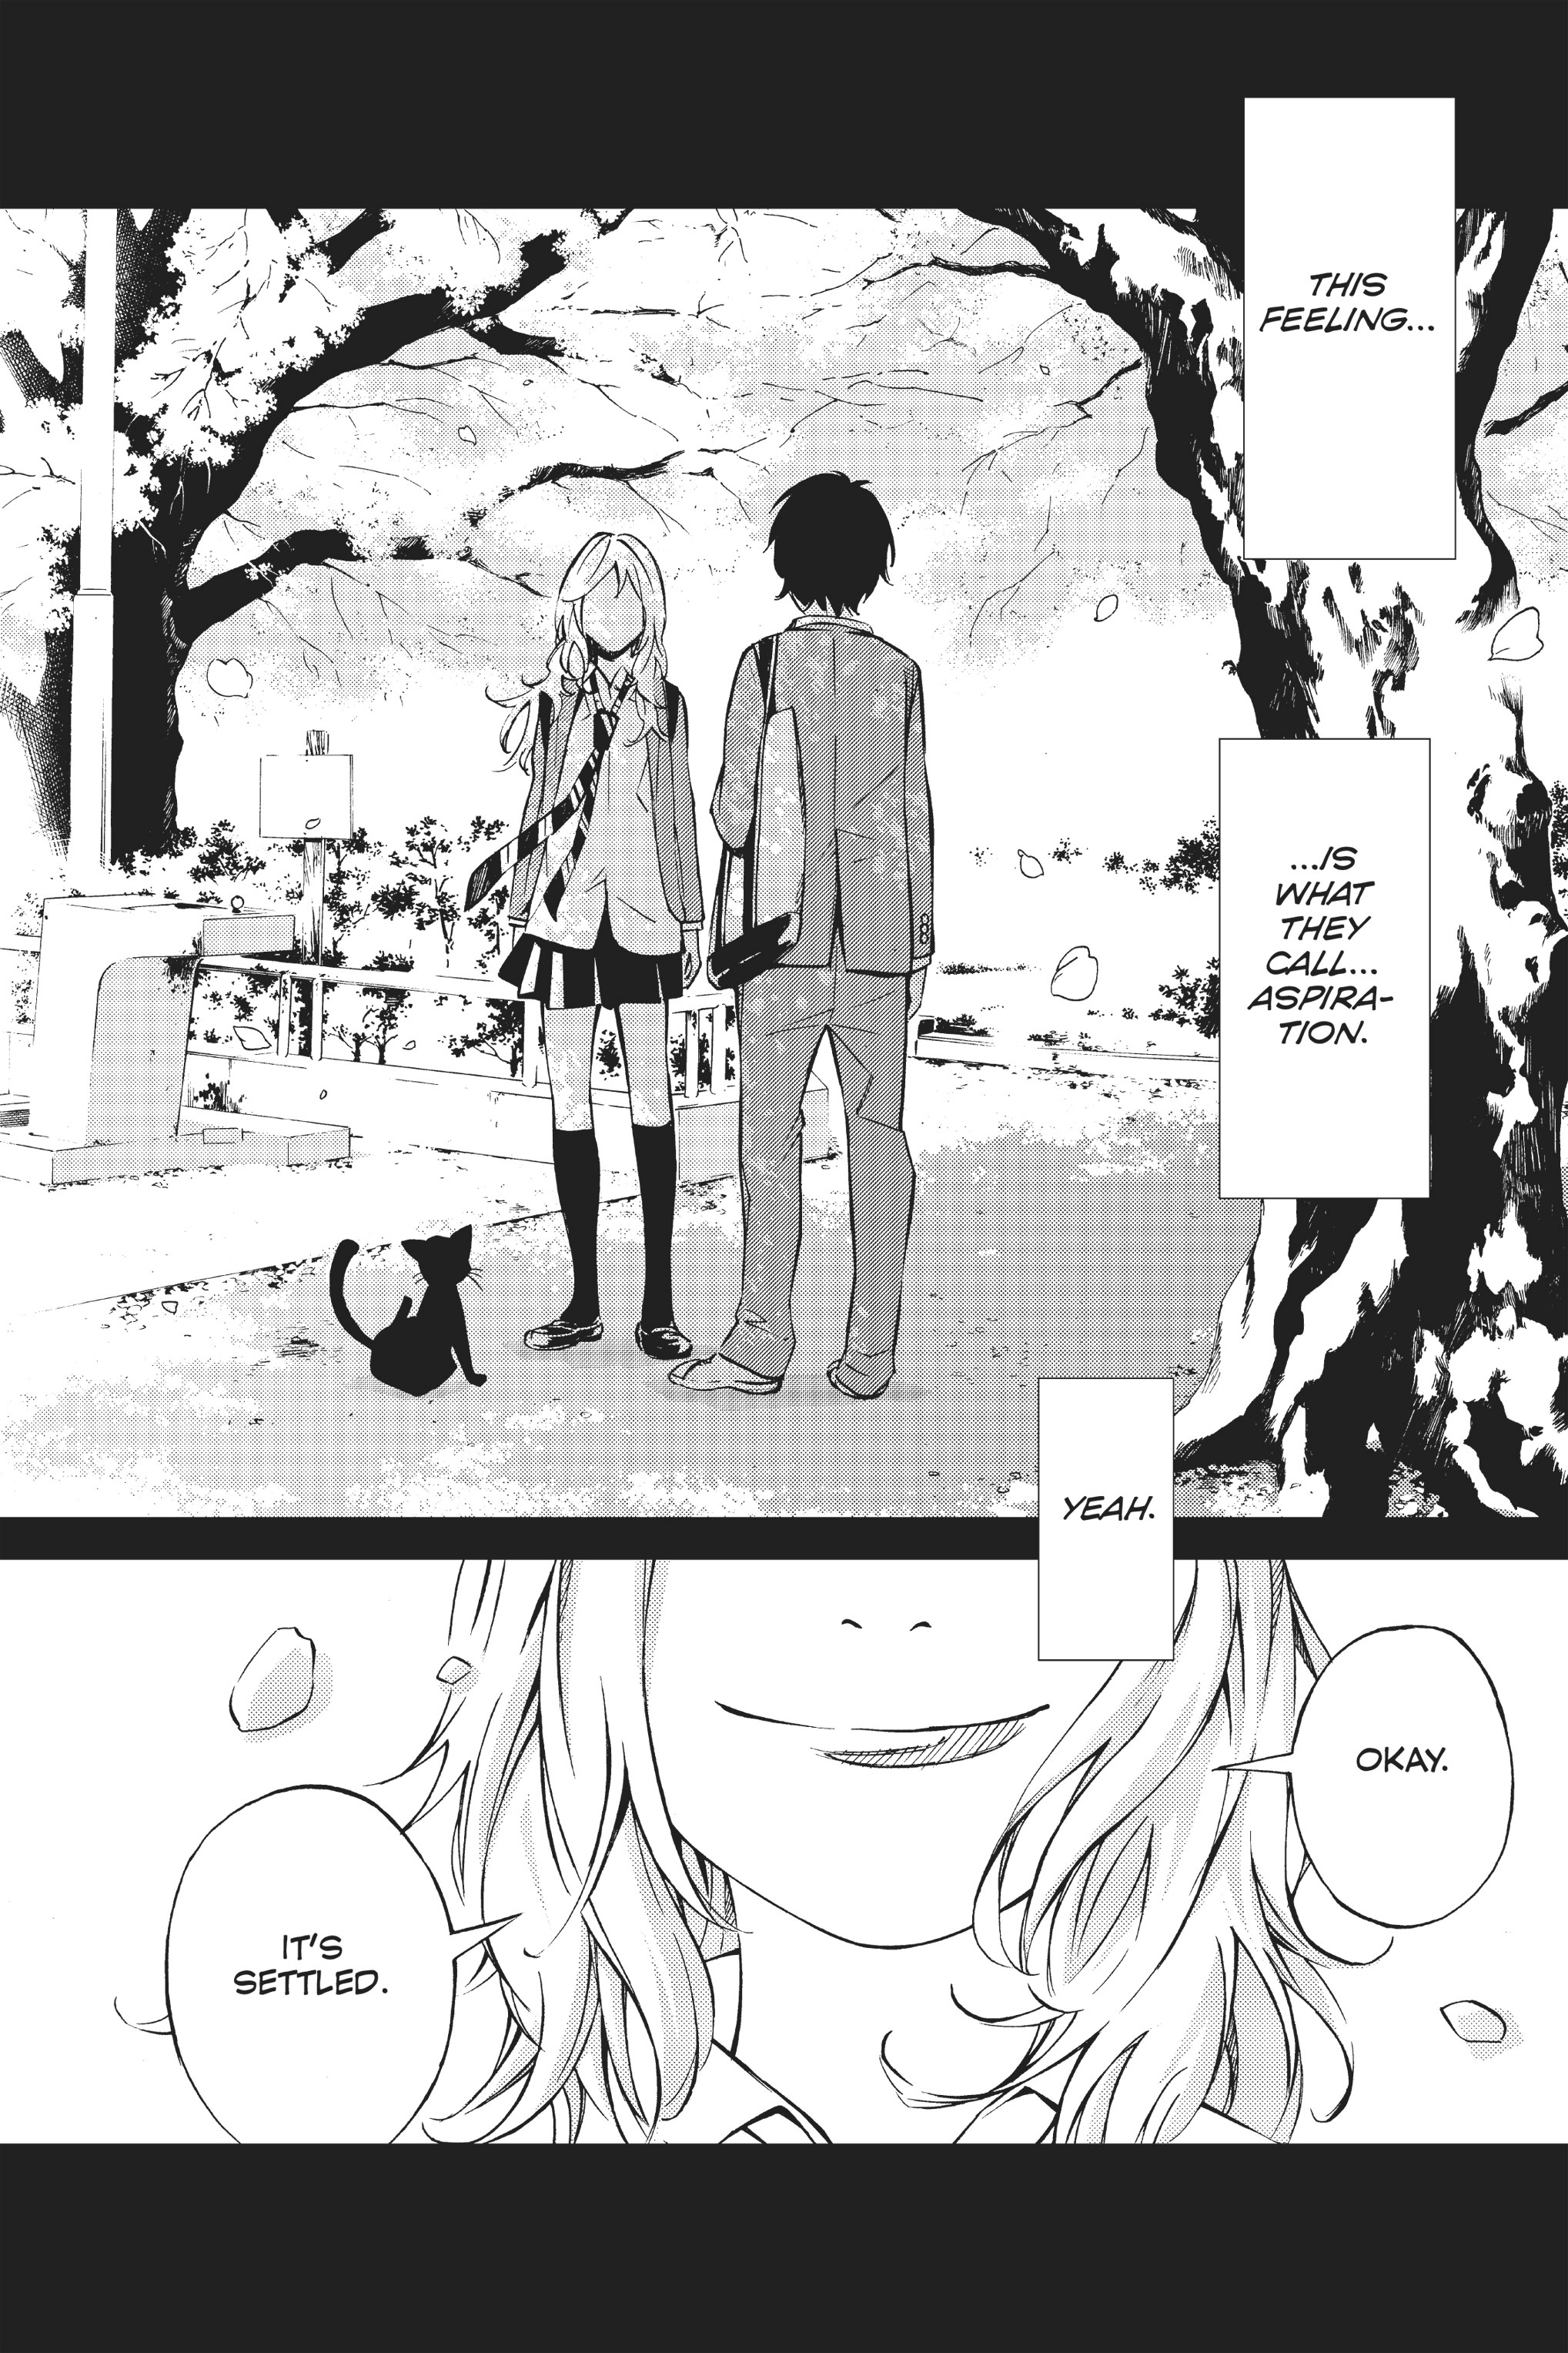 THIS
FEELING...
...IS
WHAT
THEY
CALL...
ASPIRA-
TION.
YEAH.
OKAY.
IT'S
SETTLED.